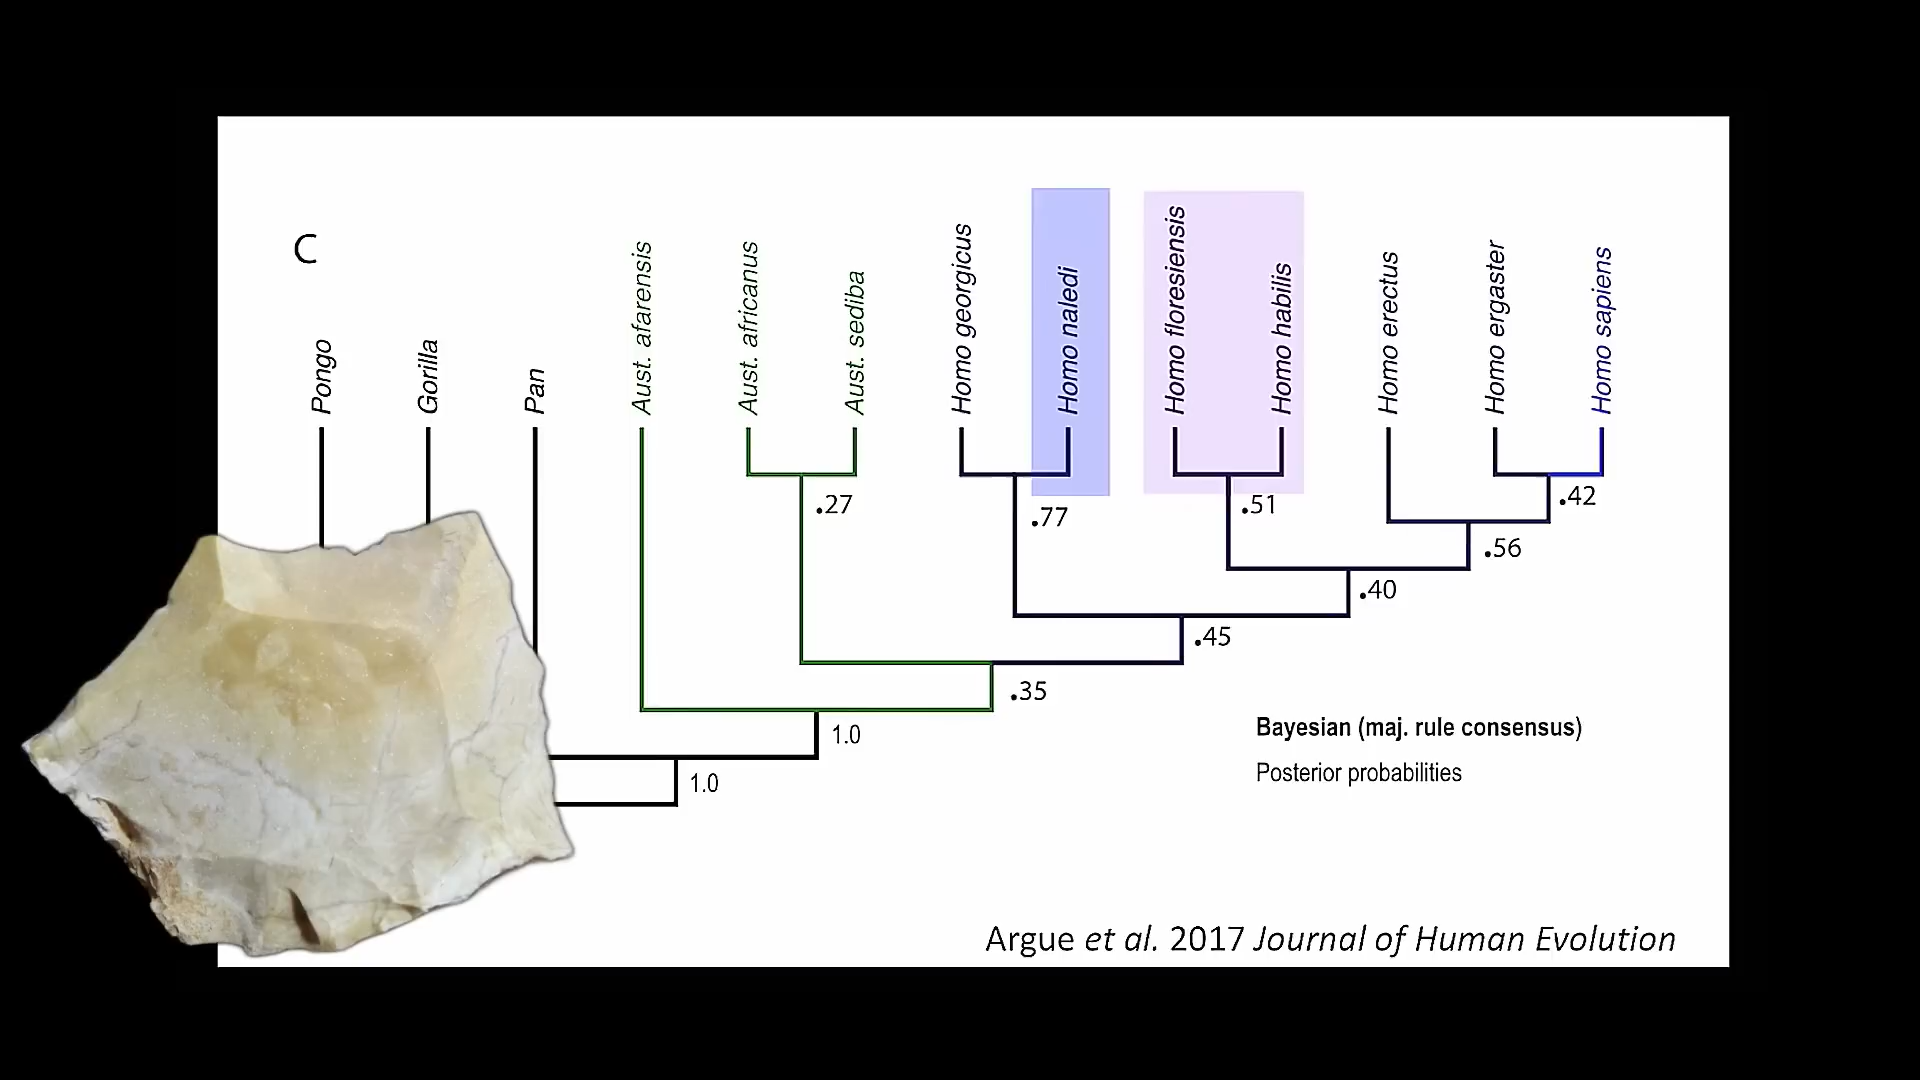 C
Pongo
Gorilla
Pan
Aust. afarensis
Aust. africanus
Aust. sediba
Homo georgicus
Homo naledi
Homo floresiensis
Homo habilis
Homo erectus
Homo ergaster
Homo sapiens
.27
.77
.51
.42
.56
.40
.45
.35
1.0
1.0
Bayesian (maj. rule consensus)
Posterior probabilities
Argue et al. 2017 Journal of Human Evolution